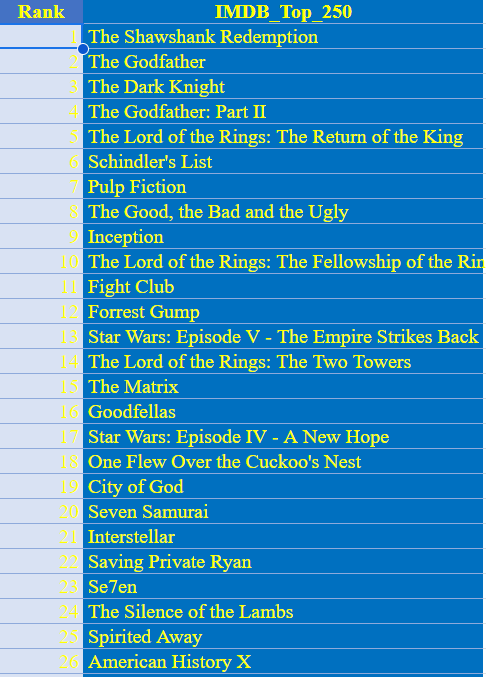 Rank IMDB_Top_250
1 The Shawshank Redemption
2 The Godfather
3 The Dark Knight
4 The Godfather: Part II
5 The Lord of the Rings: The Return of the King
6 Schindler's List
7 Pulp Fiction
8 The Good, the Bad and the Ugly
9 Inception
10 The Lord of the Rings: The Fellowship of the Rin
11 Fight Club
12 Forrest Gump
13 Star Wars: Episode V - The Empire Strikes Back
14 The Lord of the Rings: The Two Towers
15 The Matrix
16 Goodfellas
17 Star Wars: Episode IV - A New Hope
18 One Flew Over the Cuckoo's Nest
19 City of God
20 Seven Samurai
21 Interstellar
22 Saving Private Ryan
23 Se7en
24 The Silence of the Lambs
25 Spirited Away
26 American History X